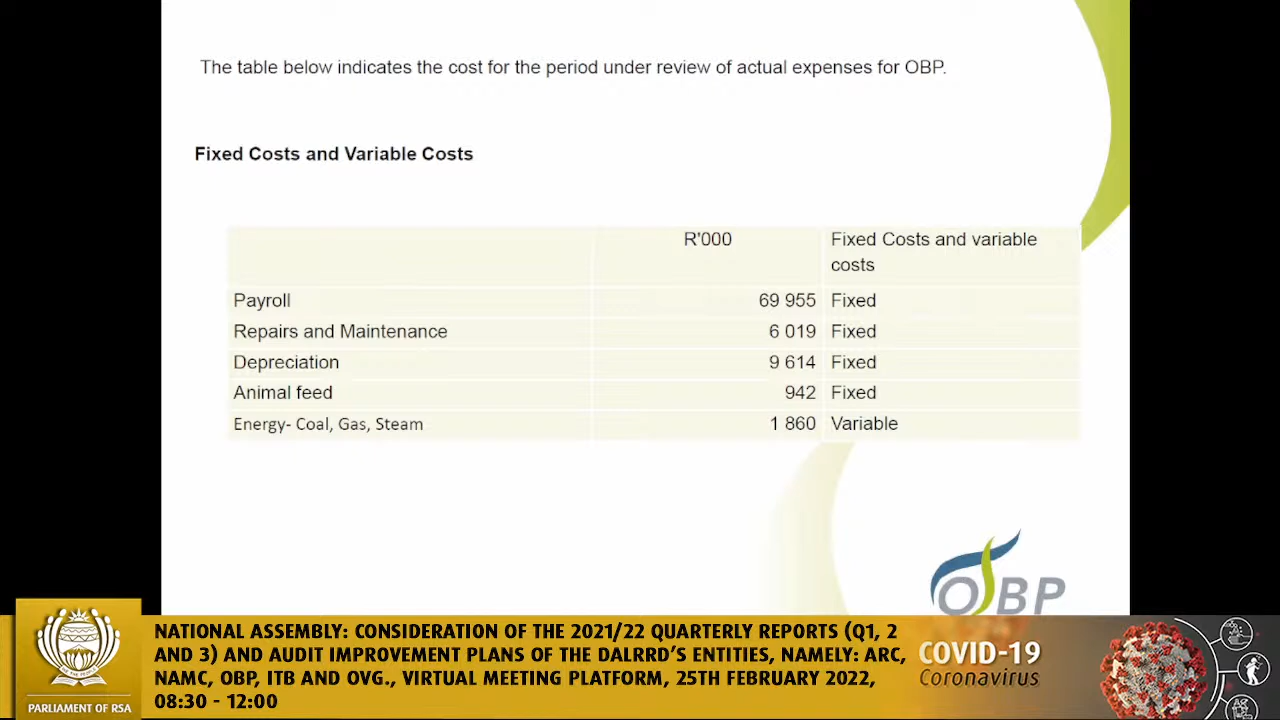 The table below indicates the cost for the period under review of actual expenses for OBP.
Fixed Costs and Variable Costs
R'000 Fixed Costs and variable costs
Payroll 69 955 Fixed
Repairs and Maintenance 6 019 Fixed
Depreciation 9 614 Fixed
Animal feed 942 Fixed
Energy- Coal, Gas, Steam 1 860 Variable
OBP
PARLIAMENT OF RSA
NATIONAL ASSEMBLY: CONSIDERATION OF THE 2021/22 QUARTERLY REPORTS (Q1, 2
AND 3) AND AUDIT IMPROVEMENT PLANS OF THE DALRRD'S ENTITIES, NAMELY: ARC,
NAMC, OBP, ITB AND OVG., VIRTUAL MEETING PLATFORM, 25TH FEBRUARY 2022,
08:30 - 12:00
COVID-19
Coronavirus